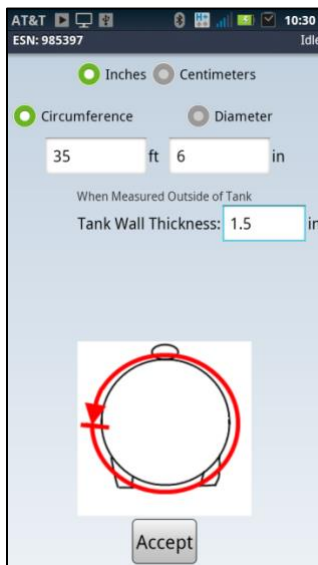 AT&T 10:30
ESN: 985397 Idle
Inches Centimeters
Circumference Diameter
35 ft 6 in
When Measured Outside of Tank
Tank Wall Thickness: 1.5 in
Accept